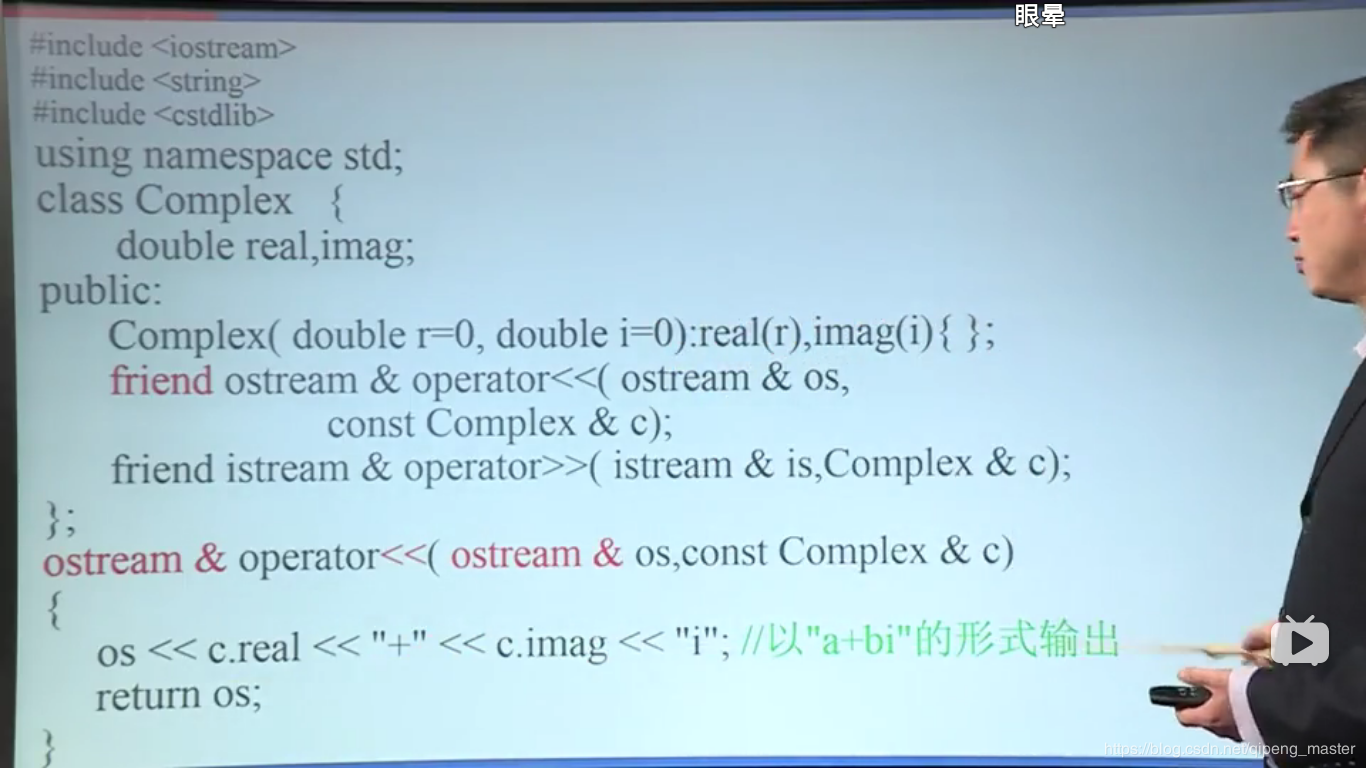 眼晕
#include <iostream>
#include <string>
#include <cstdlib>
using namespace std;
class Complex {
double real,imag;
public:
Complex( double r=0, double i=0):real(r),imag(i){ };
friend ostream & operator<<( ostream & os,
const Complex & c);
friend istream & operator>>( istream & is,Complex & c);
};
ostream & operator<<( ostream & os,const Complex & c)
{
os << c.real << "+" << c.imag << "i"; //以"a+bi"的形式输出
return os;
}
https://blog.csdn.net/qipeng_master